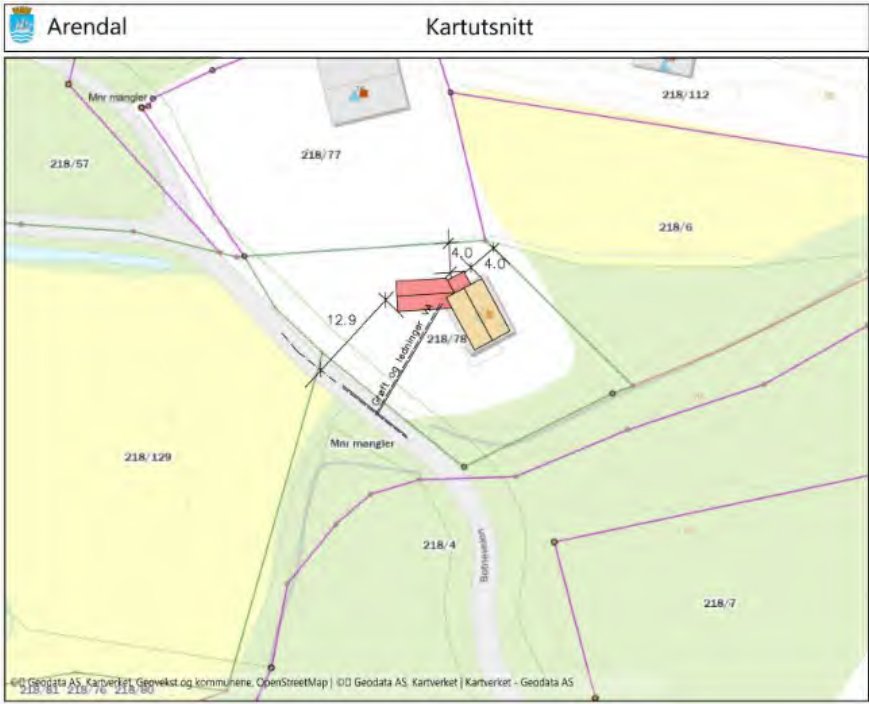 Arendal
Kartutsnitt
Mnr mangler
218/112
218/77
218/57
218/6
4.0
4.0
12.9
Grøft og ledninger va
218/78
Mnr mangler
218/129
218/4
Botneveien
218/7
©© Geodata AS, Kartverket, Geovekst og kommunene, OpenStreetMap | ©© Geodata AS, Kartverket | Kartverket - Geodata AS
218/81 218/76 218/80